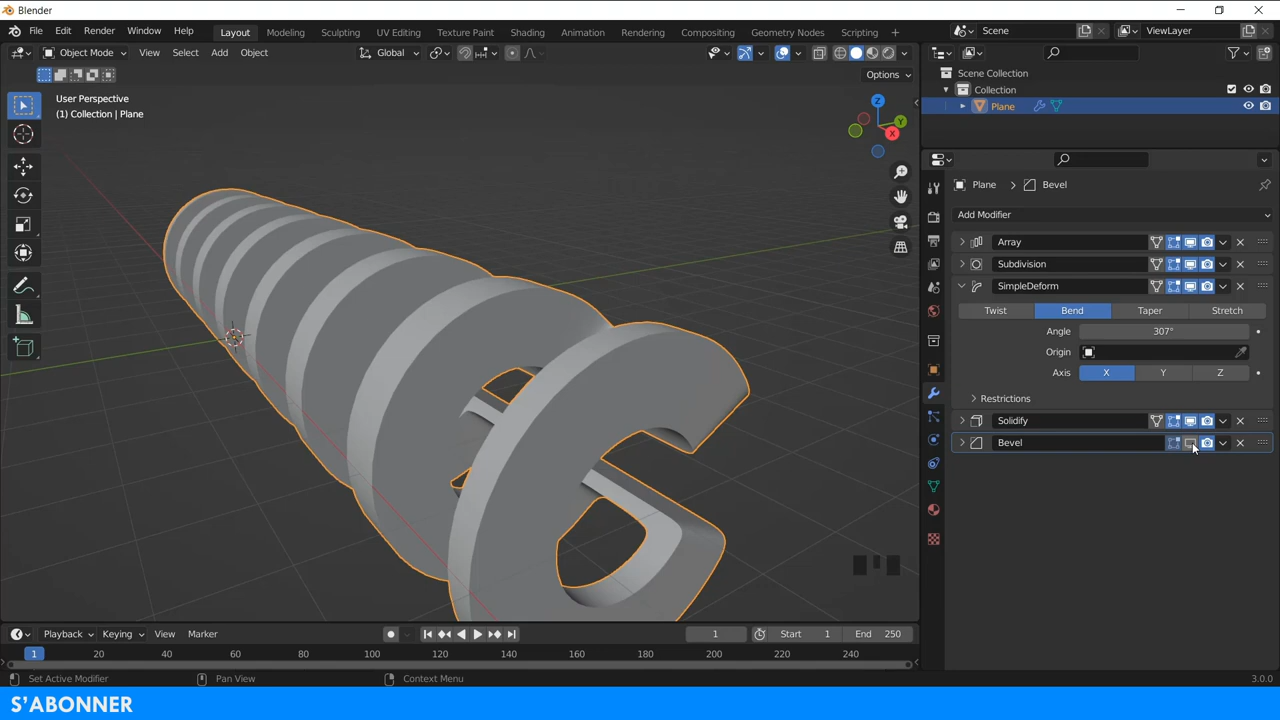 Blender
File Edit Render Window Help Layout Modeling Sculpting UV Editing Texture Paint Shading Animation Rendering Compositing Geometry Nodes Scripting + Scene ViewLayer
Object Mode View Select Add Object Global
Options
User Perspective
(1) Collection | Plane
Z
Y
X
Scene Collection
Collection
Plane
Plane > Bevel
Add Modifier
Array
Subdivision
SimpleDeform
Twist Bend Taper Stretch
Angle 307°
Origin
Axis X Y Z
Restrictions
Solidify
Bevel
Playback Keying View Marker 1 Start 1 End 250
1 20 40 60 80 100 120 140 160 180 200 220 240
Set Active Modifier Pan View Context Menu 3.0.0
S'ABONNER